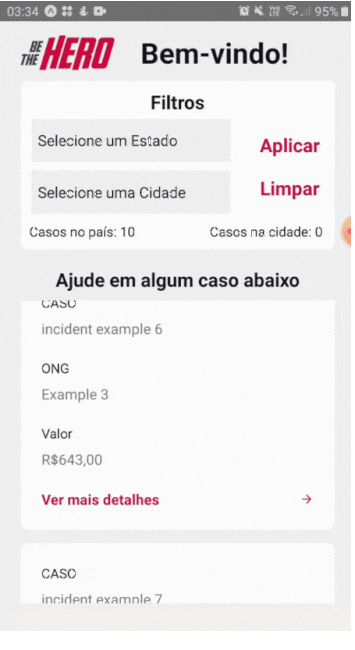 03:34 95%
BE THE HERO Bem-vindo!
Filtros
Selecione um Estado
Aplicar
Selecione uma Cidade
Limpar
Casos no país: 10 Casos na cidade: 0
Ajude em algum caso abaixo
CASO
incident example 6
ONG
Example 3
Valor
R$643,00
Ver mais detalhes
CASO
incident example 7